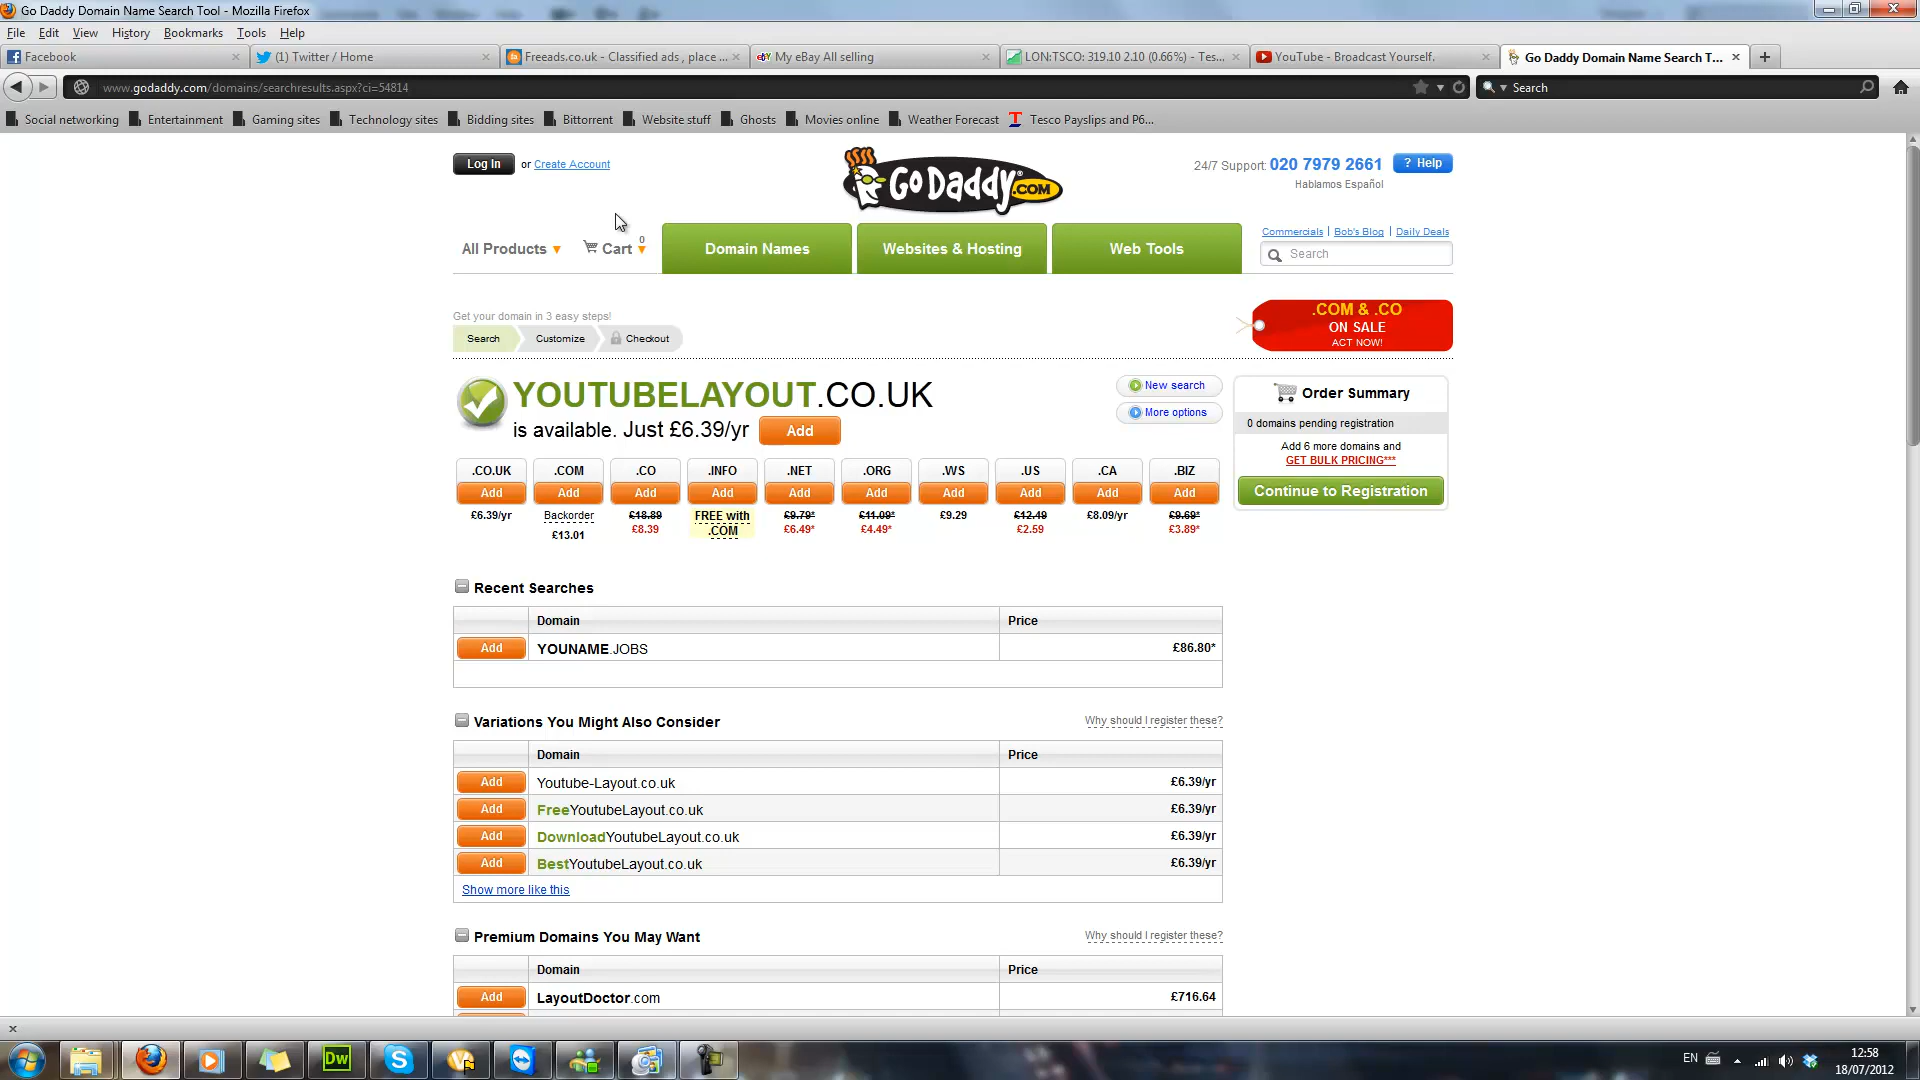 Go Daddy Domain Name Search Tool - Mozilla Firefox
File Edit View History Bookmarks Tools Help
Facebook
(1) Twitter / Home
Freeads.co.uk - Classified ads , place ...
My eBay All selling
LON:TSCO: 319.10 2.10 (0.66%) - Tes...
YouTube - Broadcast Yourself.
Go Daddy Domain Name Search T...
www.godaddy.com/domains/searchresults.aspx?ci=54814
Search
Social networking Entertainment Gaming sites Technology sites Bidding sites Bittorrent Website stuff Ghosts Movies online Weather Forecast Tesco Payslips and P6...
Log In or Create Account
Go Daddy .COM
24/7 Support: 020 7979 2661
? Help
Hablamos Español
All Products
Cart 0
Domain Names
Websites & Hosting
Web Tools
Commercials | Bob's Blog | Daily Deals
Search
Get your domain in 3 easy steps!
Search Customize Checkout
.COM & .CO
ON SALE
ACT NOW!
YOUTUBELAYOUT.CO.UK
is available. Just £6.39/yr Add
New search
More options
Order Summary
0 domains pending registration
Add 6 more domains and
GET BULK PRICING***
Continue to Registration
.CO.UK .COM .CO .INFO .NET .ORG .WS .US .CA .BIZ
Add Add Add Add Add Add Add Add Add Add
£6.39/yr Backorder £18.89 FREE with £9.79* £11.09* £9.29 £12.49 £8.09/yr £9.69*
£13.01 £8.39 .COM £6.49* £4.49* £2.59 £3.89*
Recent Searches
Domain Price
Add YOUNAME.JOBS £86.80*
Variations You Might Also Consider Why should I register these?
Domain Price
Add Youtube-Layout.co.uk £6.39/yr
Add FreeYoutubeLayout.co.uk £6.39/yr
Add DownloadYoutubeLayout.co.uk £6.39/yr
Add BestYoutubeLayout.co.uk £6.39/yr
Show more like this
Premium Domains You May Want Why should I register these?
Domain Price
Add LayoutDoctor.com £716.64
Dw
EN
12:58
18/07/2012